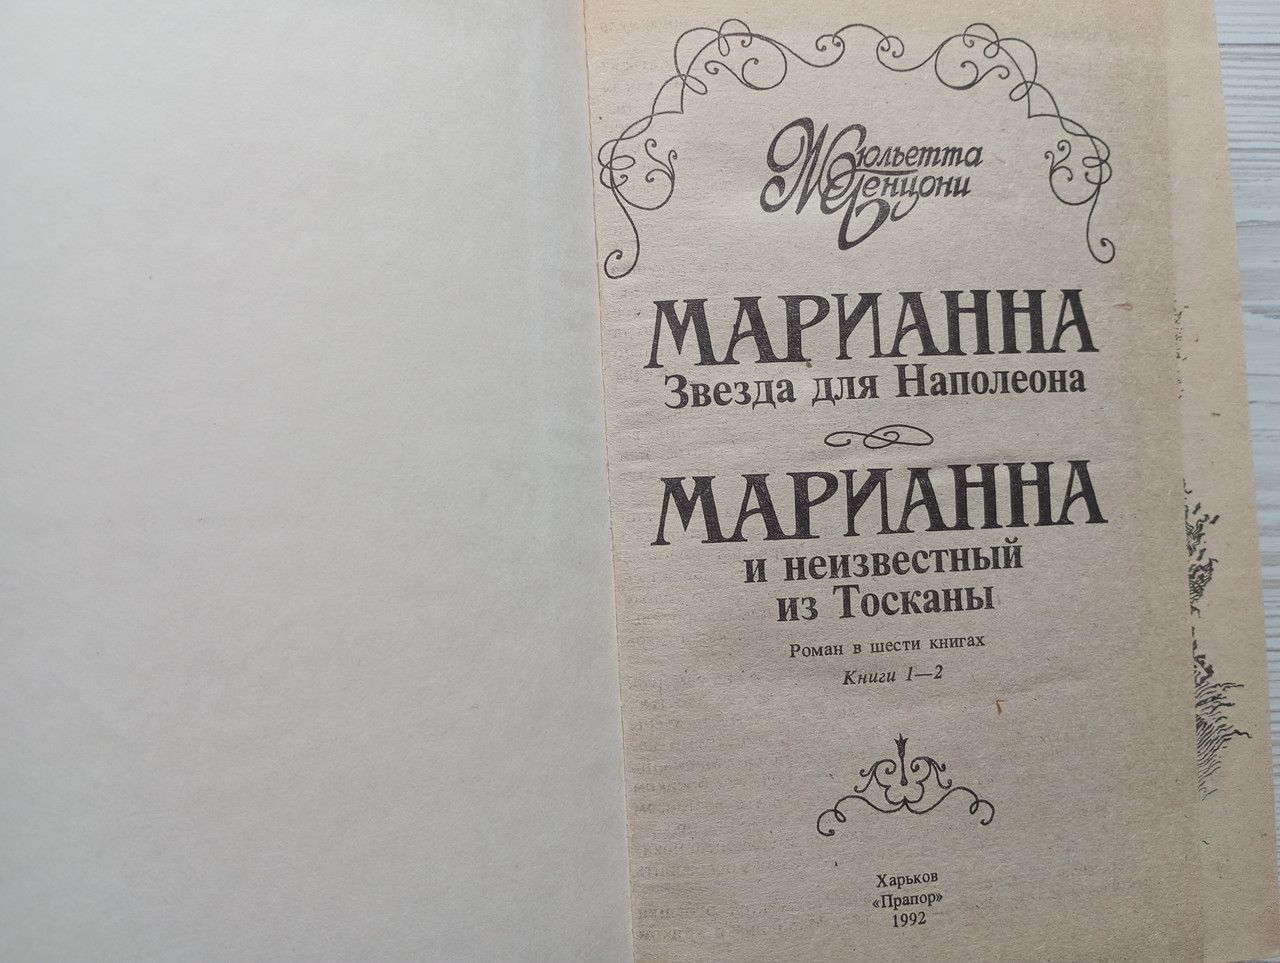 Жюльетта
Бенцони
МАРИАННА
Звезда для Наполеона
МАРИАННА
и неизвестный
из Тосканы
Роман в шести книгах
Книги 1—2
Харьков
«Прапор»
1992